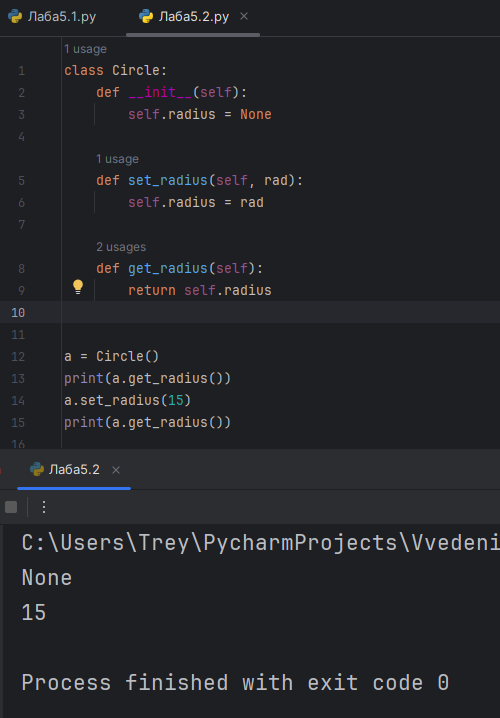 Лаба5.1.py Лаба5.2.py ×
1 usage
1 class Circle:
2 def __init__(self):
3 self.radius = None
4
1 usage
5 def set_radius(self, rad):
6 self.radius = rad
7
2 usages
8 def get_radius(self):
9 return self.radius
10
11
12 a = Circle()
13 print(a.get_radius())
14 a.set_radius(15)
15 print(a.get_radius())
16
Лаба5.2 ×
C:\Users\Trey\PycharmProjects\Vvedeni
None
15
Process finished with exit code 0